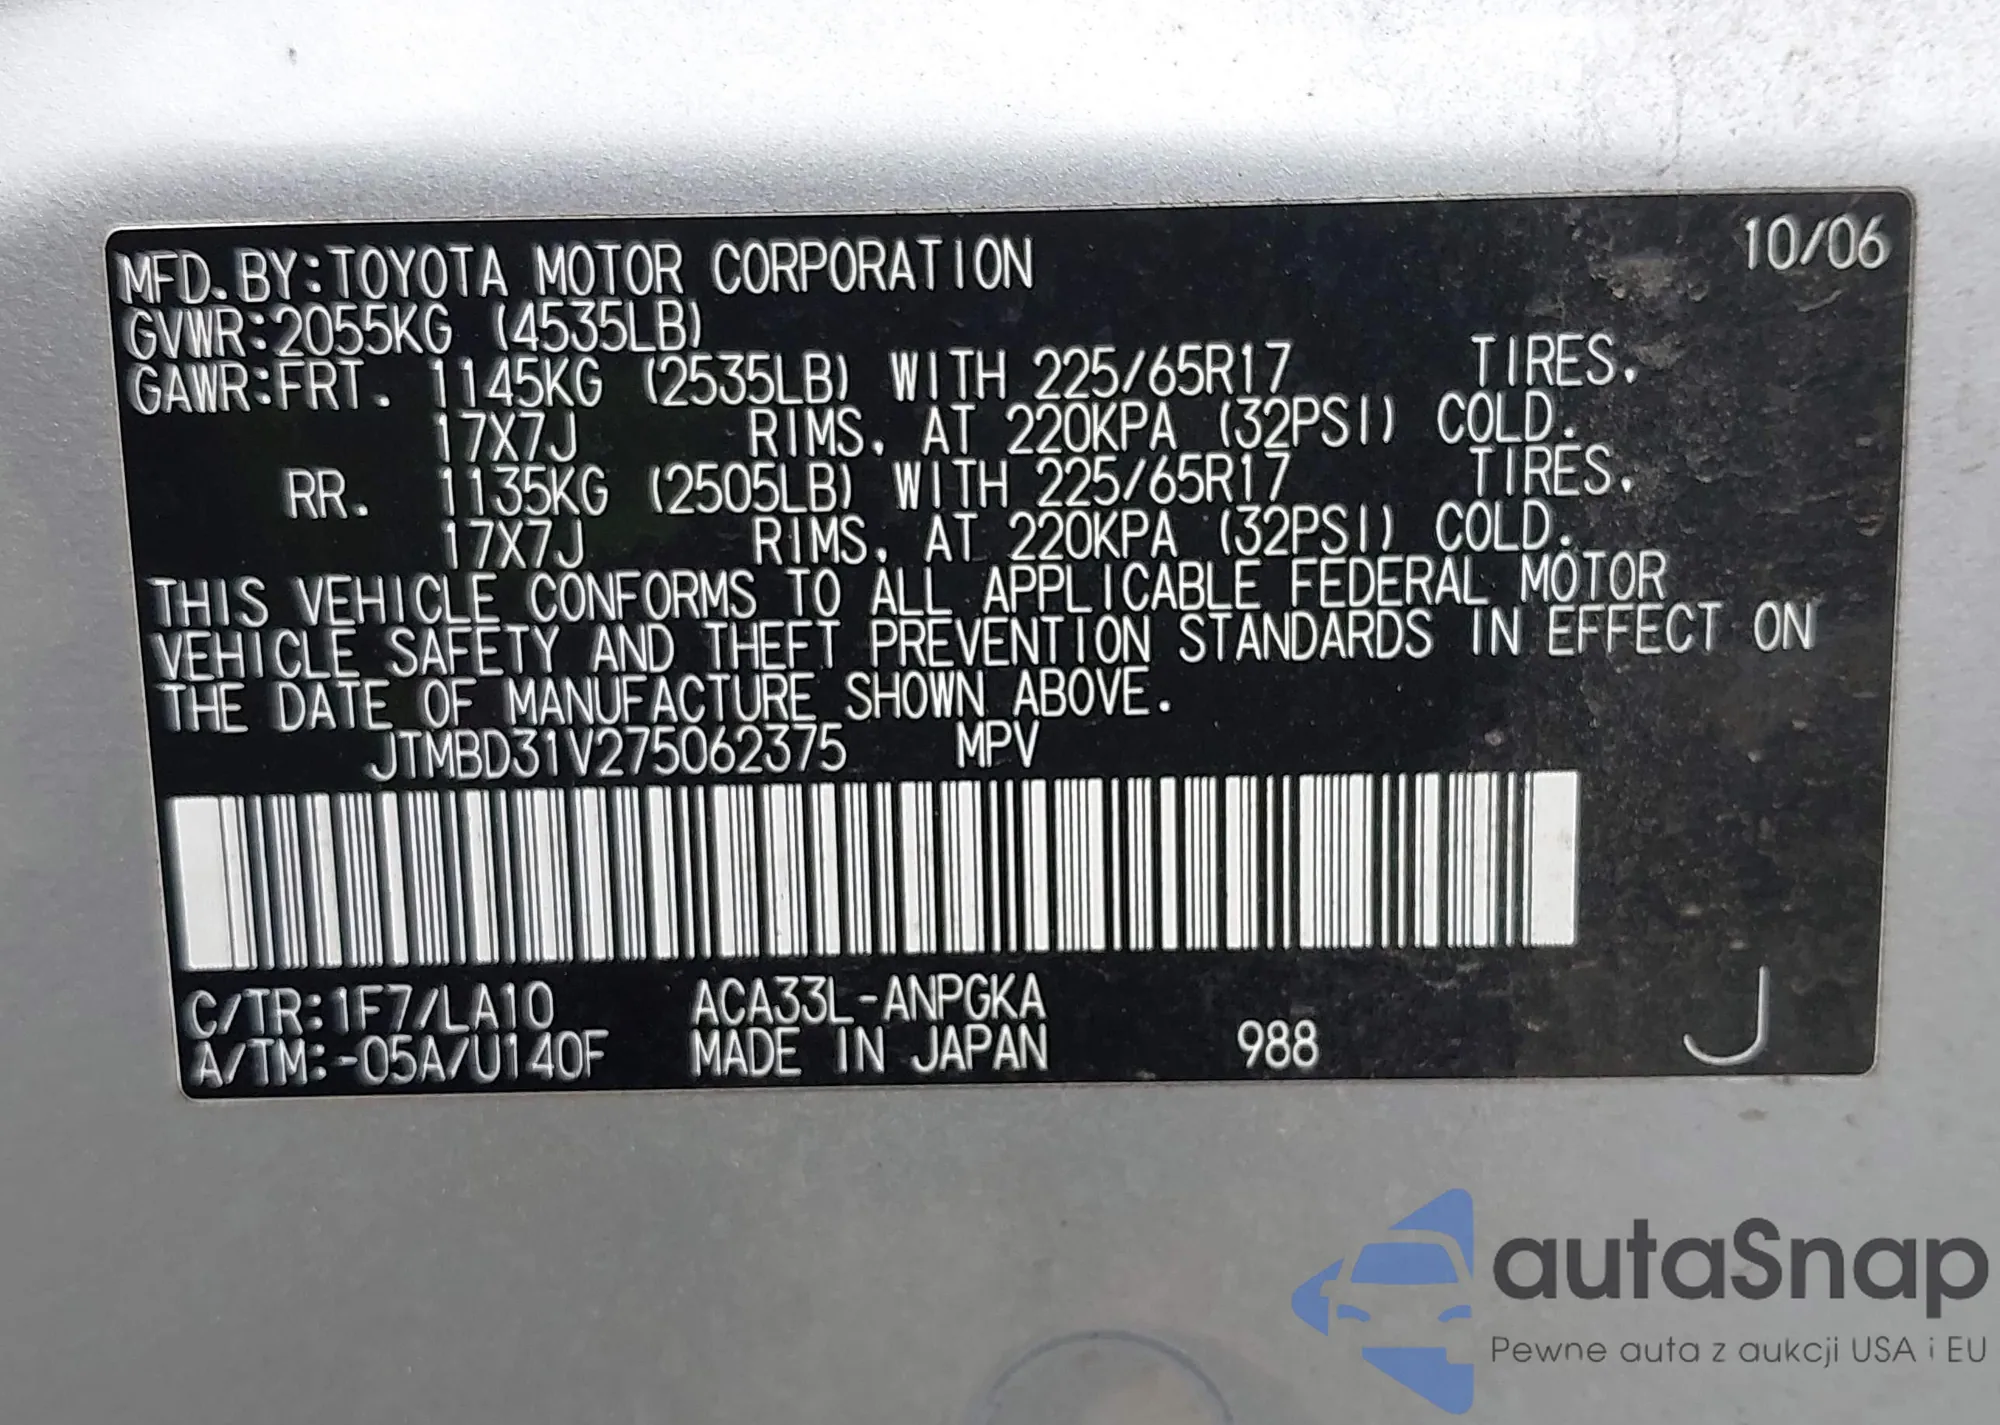 10/06
MFD. BY: TOYOTA MOTOR CORPORATION
GVWR: 2055KG (4535LB)
GAWR: FRT. 1145KG (2535LB) WITH 225/65R17 TIRES.
17X7J RIMS. AT 220KPA (32PSI) COLD.
RR. 1135KG (2505LB) WITH 225/65R17 TIRES.
17X7J RIMS. AT 220KPA (32PSI) COLD.
THIS VEHICLE CONFORMS TO ALL APPLICABLE FEDERAL MOTOR
VEHICLE SAFETY AND THEFT PREVENTION STANDARDS IN EFFECT ON
THE DATE OF MANUFACTURE SHOWN ABOVE.
JTMBD31V275062375 MPV
C/TR: 1F7/LA10 ACA33L-ANPGKA
A/TM: -05A/U140F MADE IN JAPAN 988 J
autaSnap
Pewne auta z aukcji USA i EU